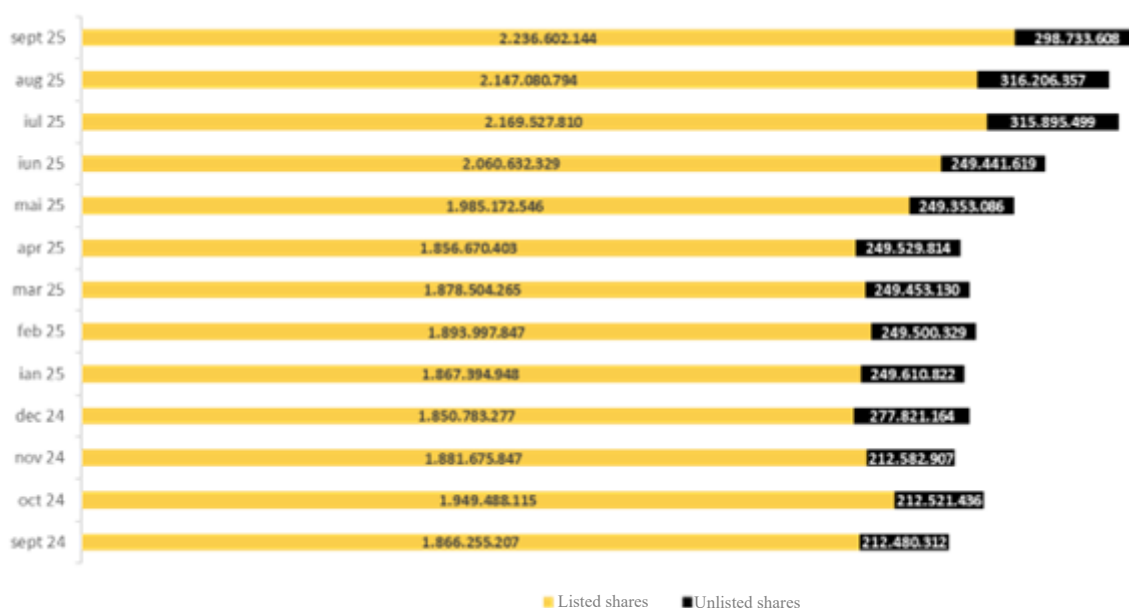 sept 25 2.236.602.144 298.733.608
aug 25 2.147.080.794 316.206.357
iul 25 2.169.527.810 315.895.499
iun 25 2.060.632.329 249.441.619
mai 25 1.985.172.546 249.353.086
apr 25 1.856.670.403 249.529.814
mar 25 1.878.504.265 249.453.130
feb 25 1.893.997.847 249.500.329
ian 25 1.867.394.948 249.610.822
dec 24 1.850.783.277 277.821.164
nov 24 1.881.675.847 212.582.907
oct 24 1.949.488.115 212.521.436
sept 24 1.866.255.207 212.480.312
Listed shares Unlisted shares